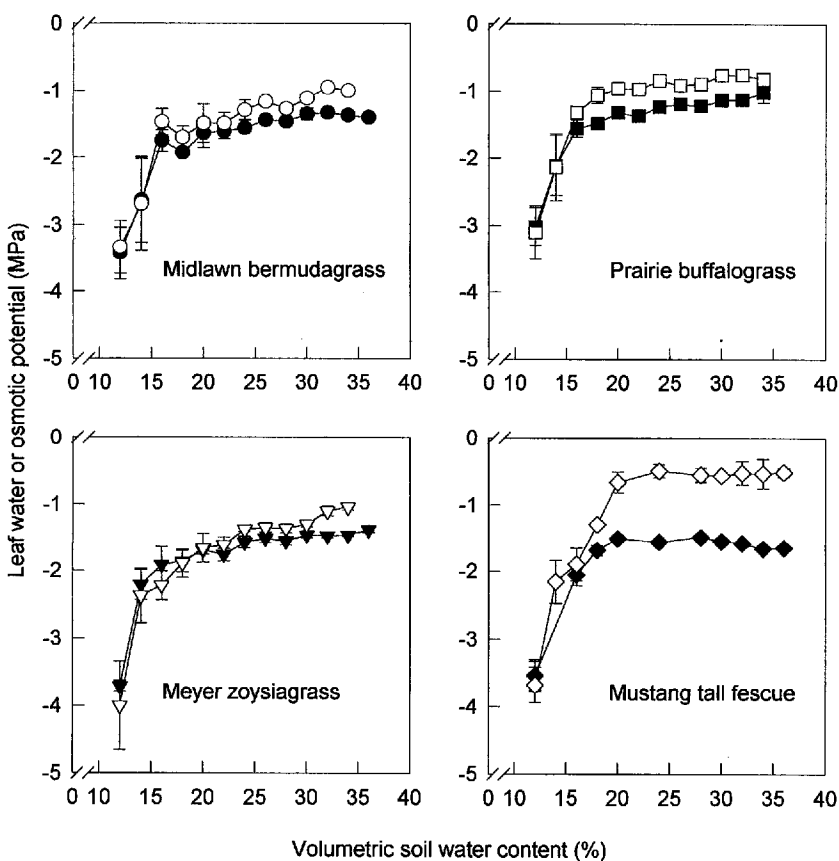 Leaf water or osmotic potential (MPa)
0
-1
-2
-3
-4
-5
Midlawn bermudagrass
0 10 15 20 25 30 35 40
0
-1
-2
-3
-4
-5
Prairie buffalograss
0 10 15 20 25 30 35 40
0
-1
-2
-3
-4
-5
Meyer zoysiagrass
0 10 15 20 25 30 35 40
0
-1
-2
-3
-4
-5
Mustang tall fescue
0 10 15 20 25 30 35 40
Volumetric soil water content (%)